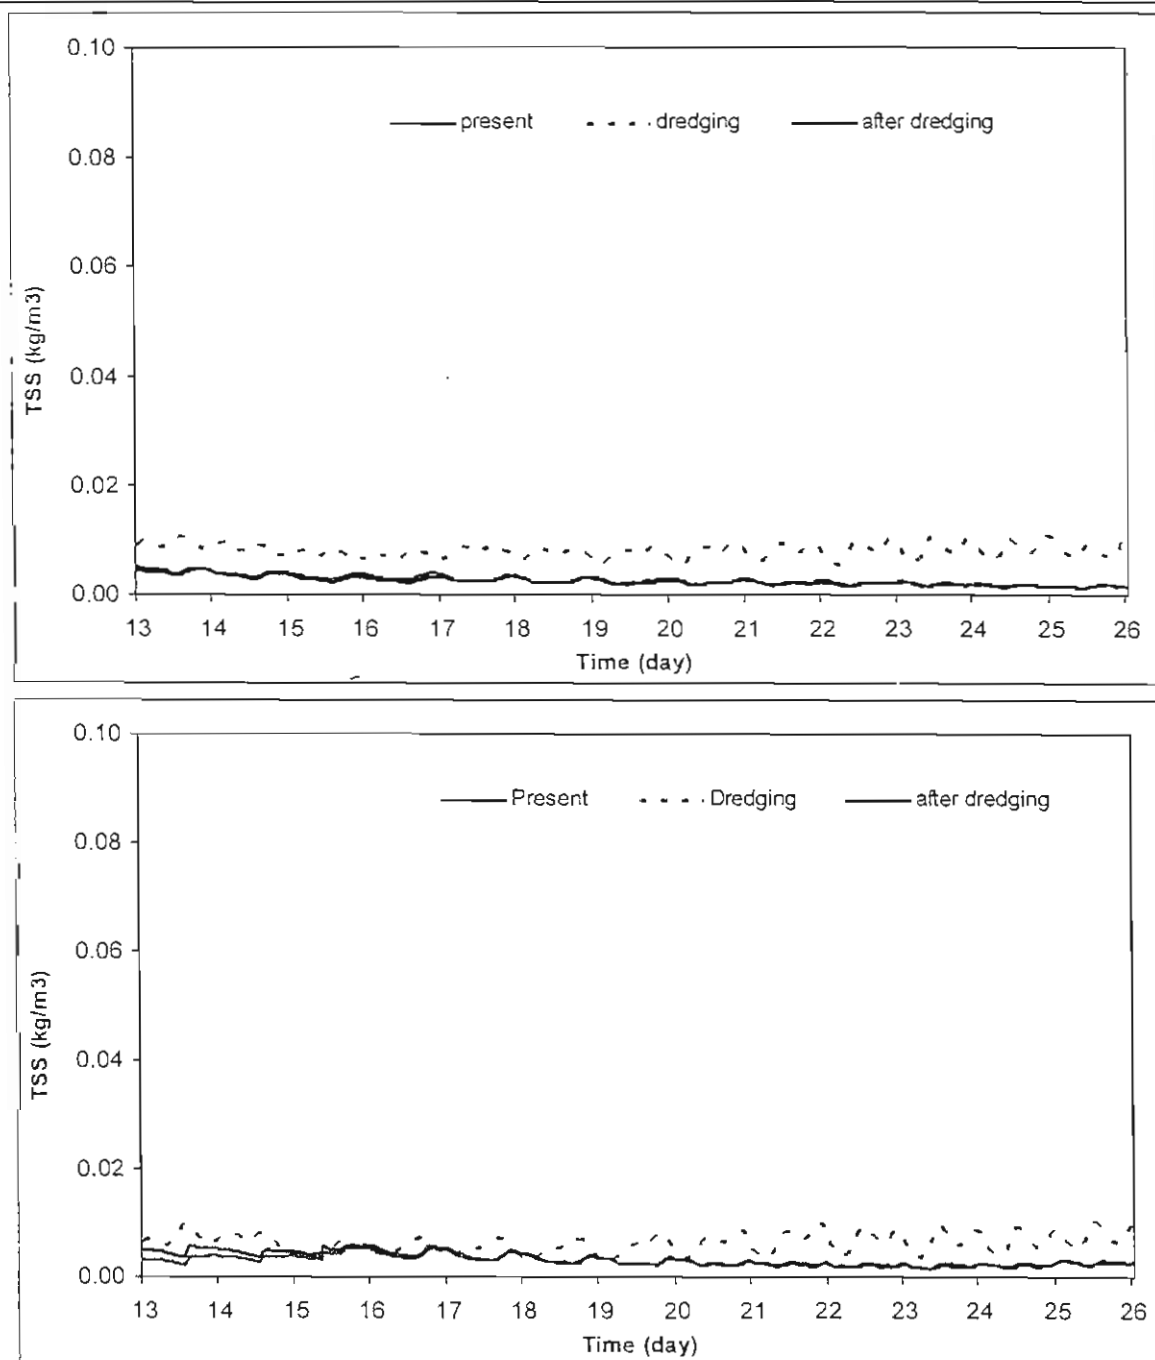 0.10
present dredging after dredging
0.08
0.06
TSS (kg/m3)
0.04
0.02
0.00
13 14 15 16 17 18 19 20 21 22 23 24 25 26
Time (day)
0.10
Present Dredging after dredging
0.08
0.06
TSS (kg/m3)
0.04
0.02
0.00
13 14 15 16 17 18 19 20 21 22 23 24 25 26
Time (day)